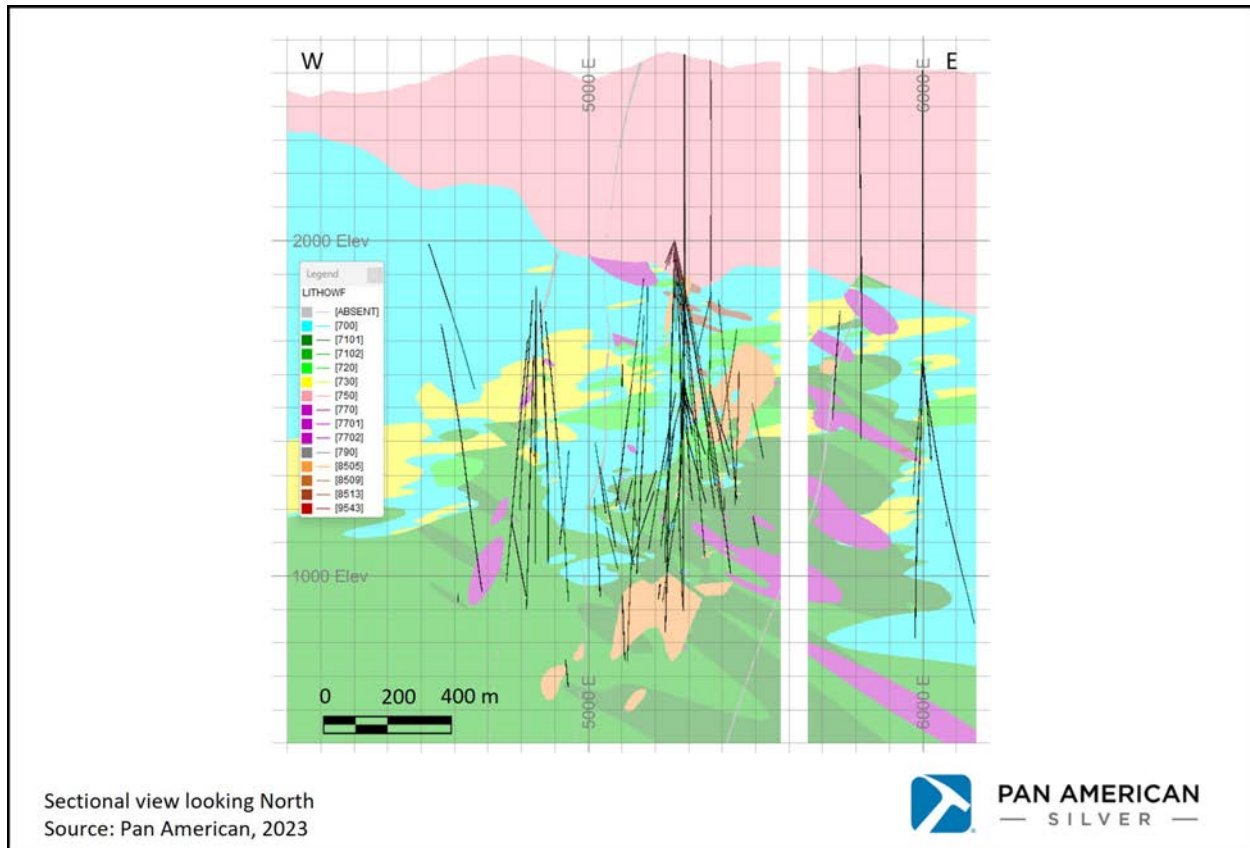 W
E
5000 E
6000 E
2000 Elev
Legend
LITHOWF
[ABSENT]
[700]
[7101]
[7102]
[720]
[730]
[750]
[770]
[7701]
[7702]
[790]
[8505]
[8509]
[8513]
[9543]
1000 Elev
0 200 400 m
5000 E
6000 E
Sectional view looking North
Source: Pan American, 2023
PAN AMERICAN
— SILVER —